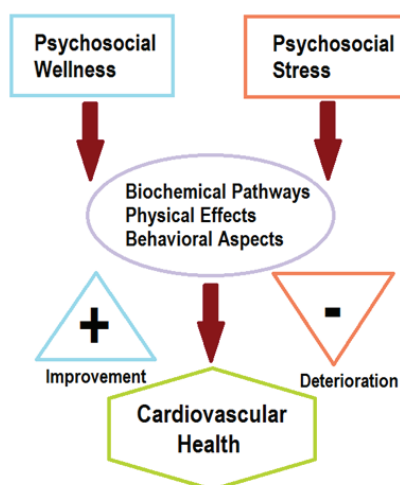 Psychosocial
Wellness
Psychosocial
Stress
Biochemical Pathways
Physical Effects
Behavioral Aspects
+
-
Improvement
Deterioration
Cardiovascular
Health